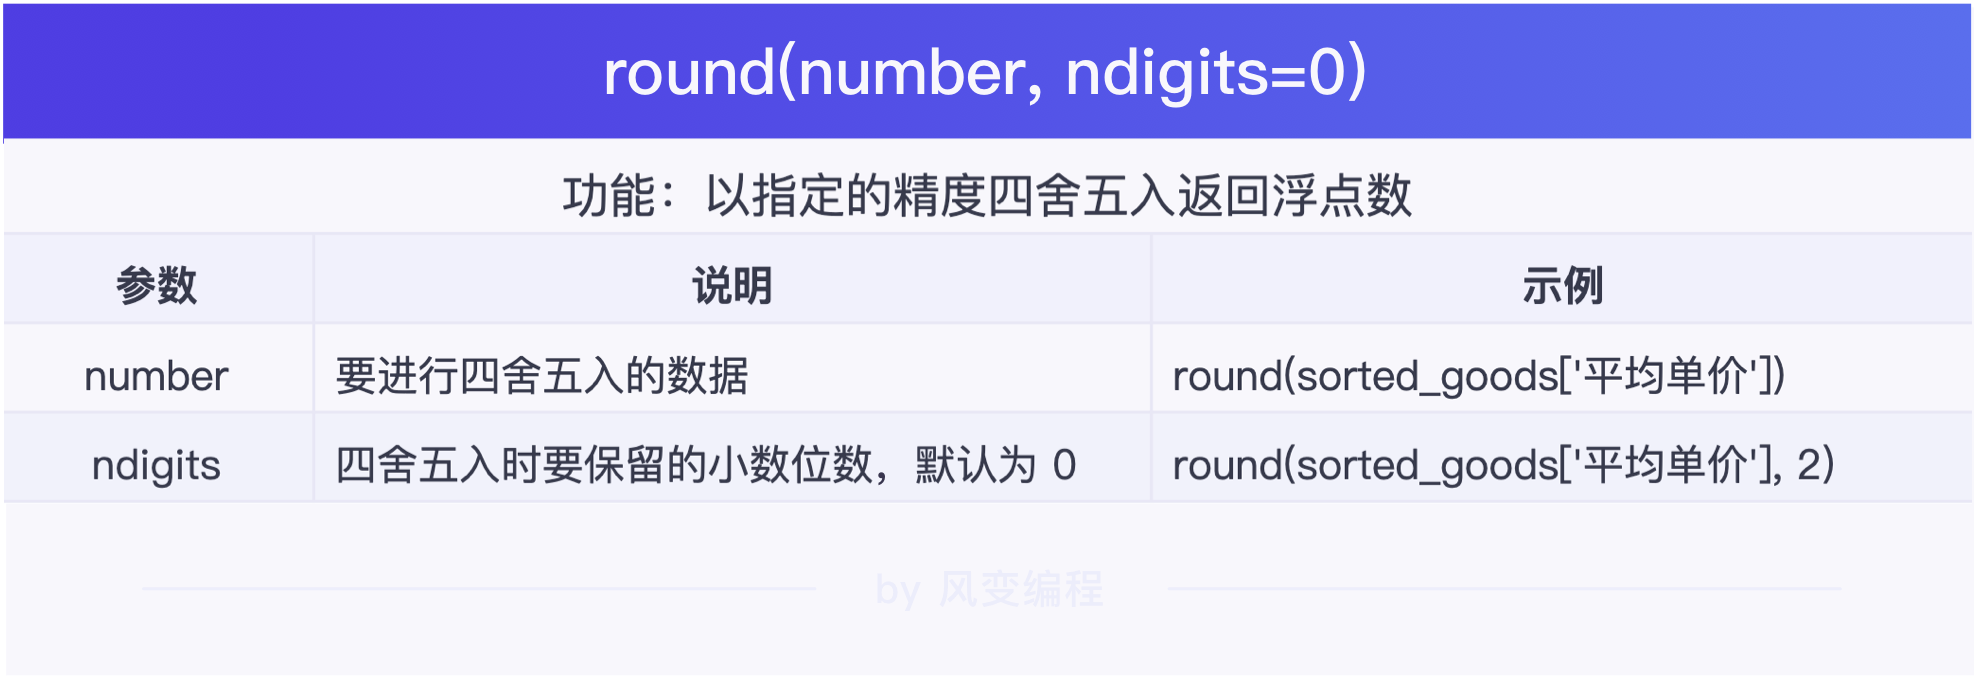 round(number, ndigits=0)
功能：以指定的精度四舍五入返回浮点数
参数 说明 示例
number 要进行四舍五入的数据 round(sorted_goods['平均单价'])
ndigits 四舍五入时要保留的小数位数，默认为 0 round(sorted_goods['平均单价'], 2)
by 风变编程